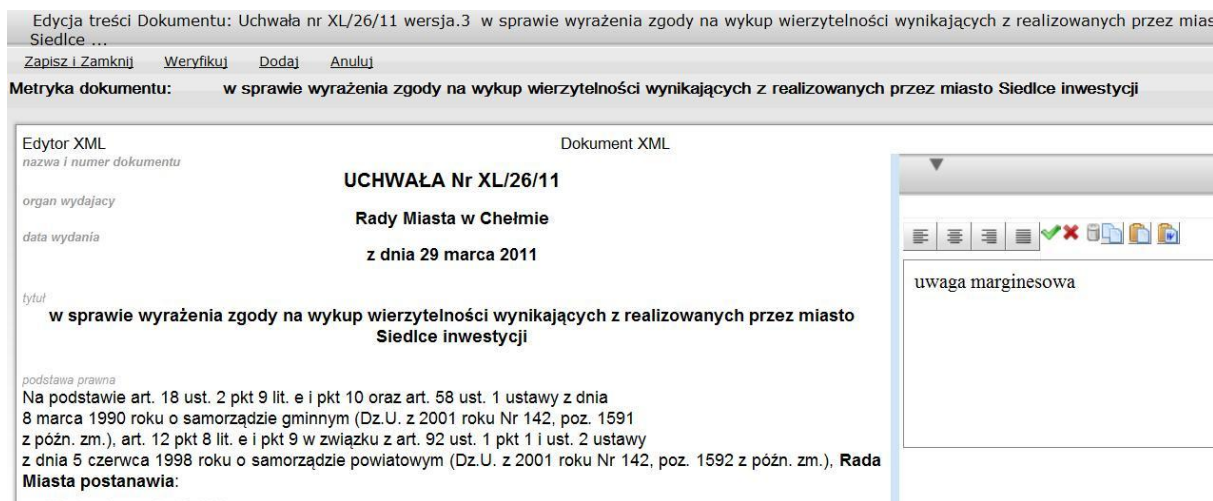 Edycja treści Dokumentu: Uchwała nr XL/26/11 wersja.3 w sprawie wyrażenia zgody na wykup wierzytelności wynikających z realizowanych przez mias
Siedlce ...
Zapisz i Zamknij Weryfikuj Dodaj Anuluj
Metryka dokumentu: w sprawie wyrażenia zgody na wykup wierzytelności wynikających z realizowanych przez miasto Siedlce inwestycji
Edytor XML Dokument XML
nazwa i numer dokumentu
UCHWAŁA Nr XL/26/11
organ wydajacy
Rady Miasta w Chełmie
data wydania
z dnia 29 marca 2011
tytuł
w sprawie wyrażenia zgody na wykup wierzytelności wynikających z realizowanych przez miasto
Siedlce inwestycji
podstawa prawna
Na podstawie art. 18 ust. 2 pkt 9 lit. e i pkt 10 oraz art. 58 ust. 1 ustawy z dnia
8 marca 1990 roku o samorządzie gminnym (Dz.U. z 2001 roku Nr 142, poz. 1591
z późn. zm.), art. 12 pkt 8 lit. e i pkt 9 w związku z art. 92 ust. 1 pkt 1 i ust. 2 ustawy
z dnia 5 czerwca 1998 roku o samorządzie powiatowym (Dz.U. z 2001 roku Nr 142, poz. 1592 z późn. zm.), Rada
Miasta postanawia:
uwaga marginesowa